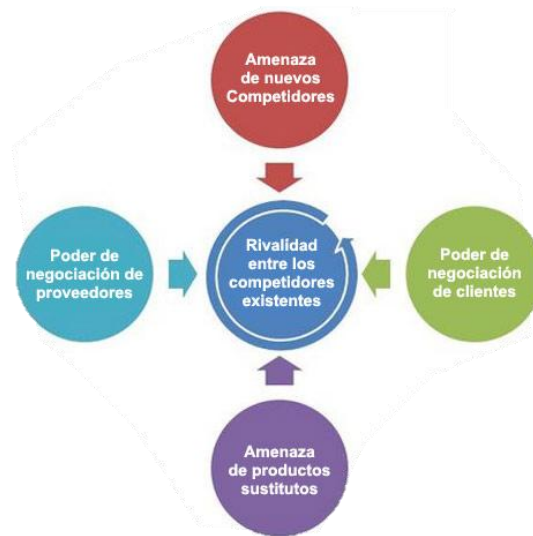 Amenaza
de nuevos
Competidores
Poder de
negociación de
proveedores
Rivalidad
entre los
competidores
existentes
Poder de
negociación
de clientes
Amenaza
de productos
sustitutos